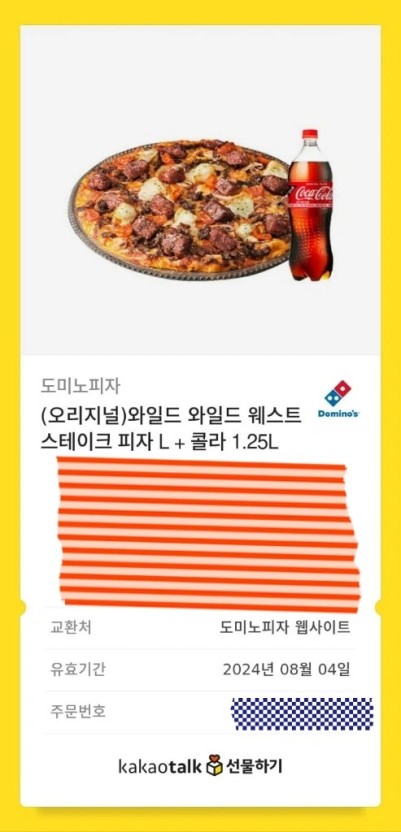 Coca-Cola
도미노피자
Domino's
(오리지널)와일드 와일드 웨스트
스테이크 피자 L + 콜라 1.25L
교환처 도미노피자 웹사이트
유효기간 2024년 08월 04일
주문번호
kakaotalk 선물하기